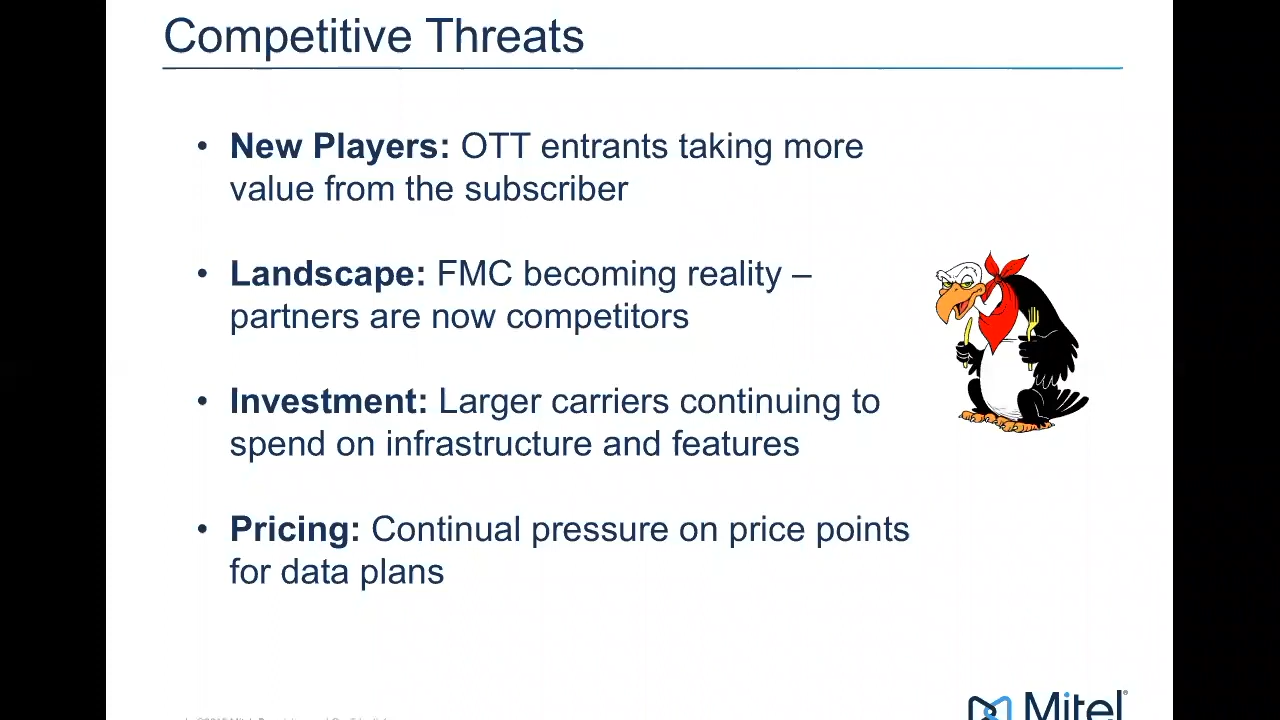 Competitive Threats
• New Players: OTT entrants taking more
value from the subscriber
• Landscape: FMC becoming reality –
partners are now competitors
• Investment: Larger carriers continuing to
spend on infrastructure and features
• Pricing: Continual pressure on price points
for data plans
Mitel®